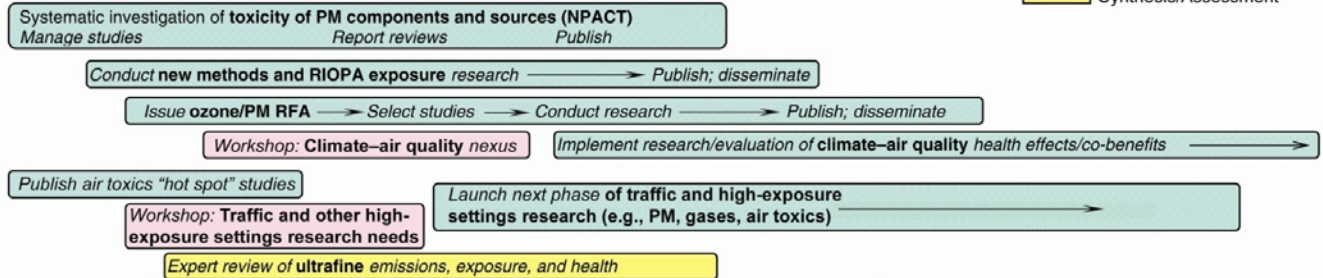 Synthesis/Assessment
Systematic investigation of toxicity of PM components and sources (NPACT)
Manage studies Report reviews Publish
Conduct new methods and RIOPA exposure research Publish; disseminate
Issue ozone/PM RFA Select studies Conduct research Publish; disseminate
Workshop: Climate–air quality nexus
Implement research/evaluation of climate–air quality health effects/co-benefits
Publish air toxics “hot spot” studies
Launch next phase of traffic and high-exposure
settings research (e.g., PM, gases, air toxics)
Workshop: Traffic and other high-
exposure settings research needs
Expert review of ultrafine emissions, exposure, and health